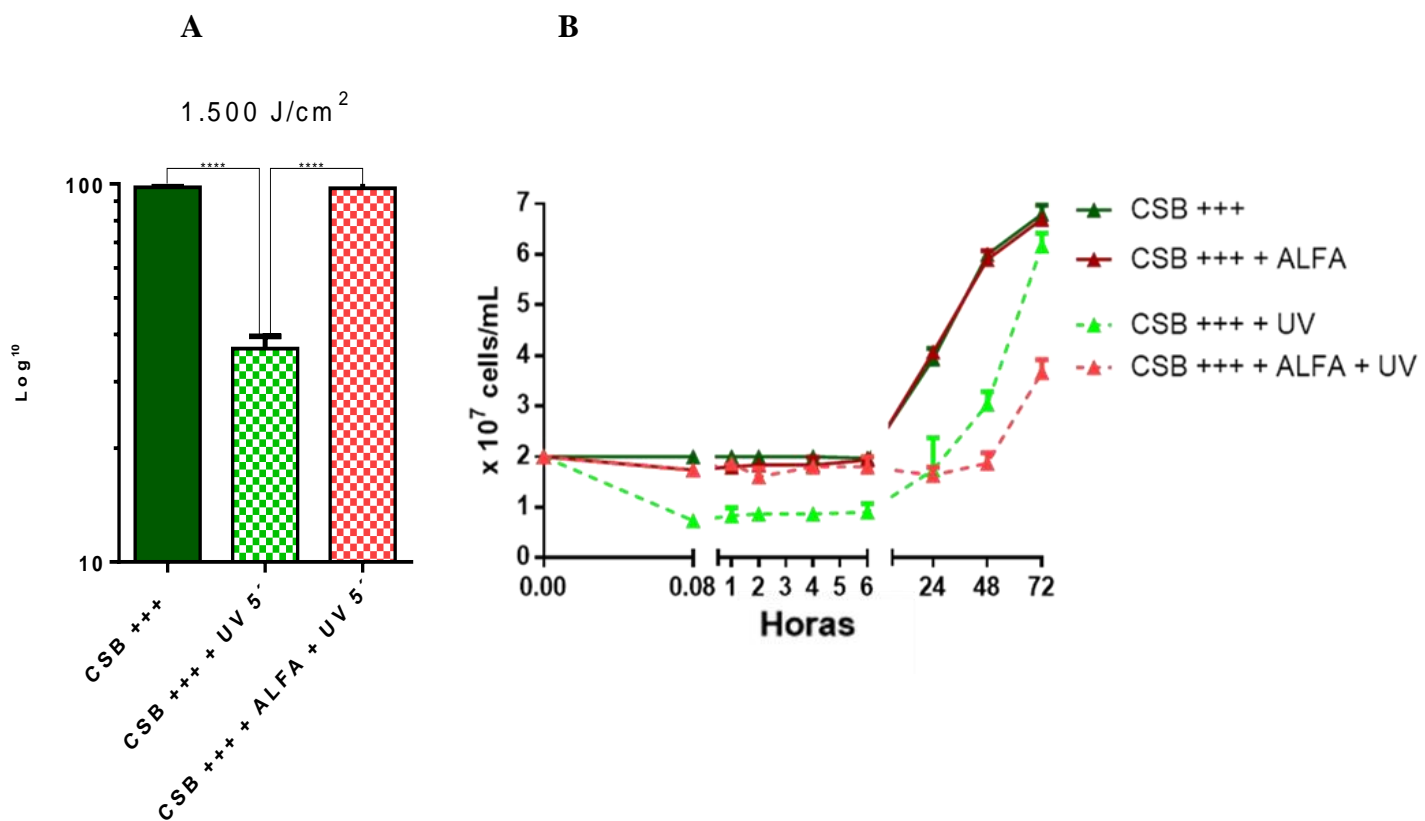 A
B
1.500 J/cm2
****
****
100
10
Log10
CSB +++
CSB +++ + UV 5´
CSB +++ + ALFA + UV 5´
7
6
5
4
3
2
1
0
x 107 cells/mL
0.00
0.08
1
2
3
4
5
6
24
48
72
Horas
CSB +++
CSB +++ + ALFA
CSB +++ + UV
CSB +++ + ALFA + UV